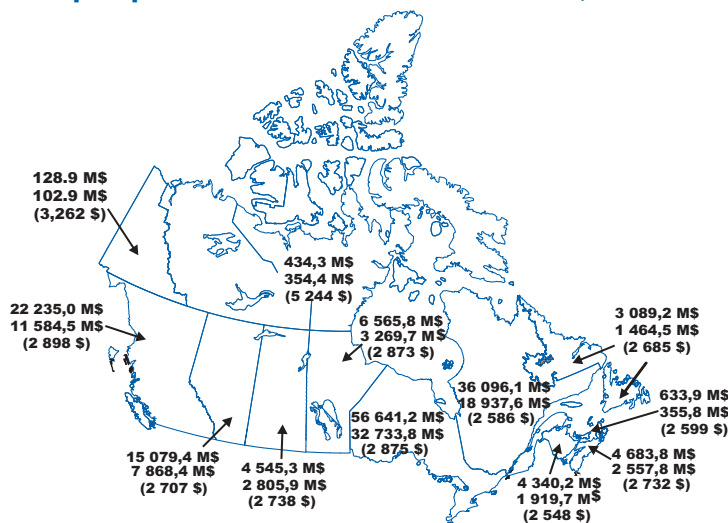 128.9 M$
102.9 M$
(3,262 $)
434,3 M$
354,4 M$
(5 244 $)
22 235,0 M$
11 584,5 M$
(2 898 $)
6 565,8 M$
3 269,7 M$
(2 873 $)
3 089,2 M$
1 464,5 M$
(2 685 $)
36 096,1 M$
18 937,6 M$
(2 586 $)
633,9 M$
355,8 M$
(2 599 $)
56 641,2 M$
32 733,8 M$
(2 875 $)
15 079,4 M$
7 868,4 M$
(2 707 $)
4 545,3 M$
2 805,9 M$
(2 738 $)
4 683,8 M$
2 557,8 M$
(2 732 $)
4 340,2 M$
1 919,7 M$
(2 548 $)